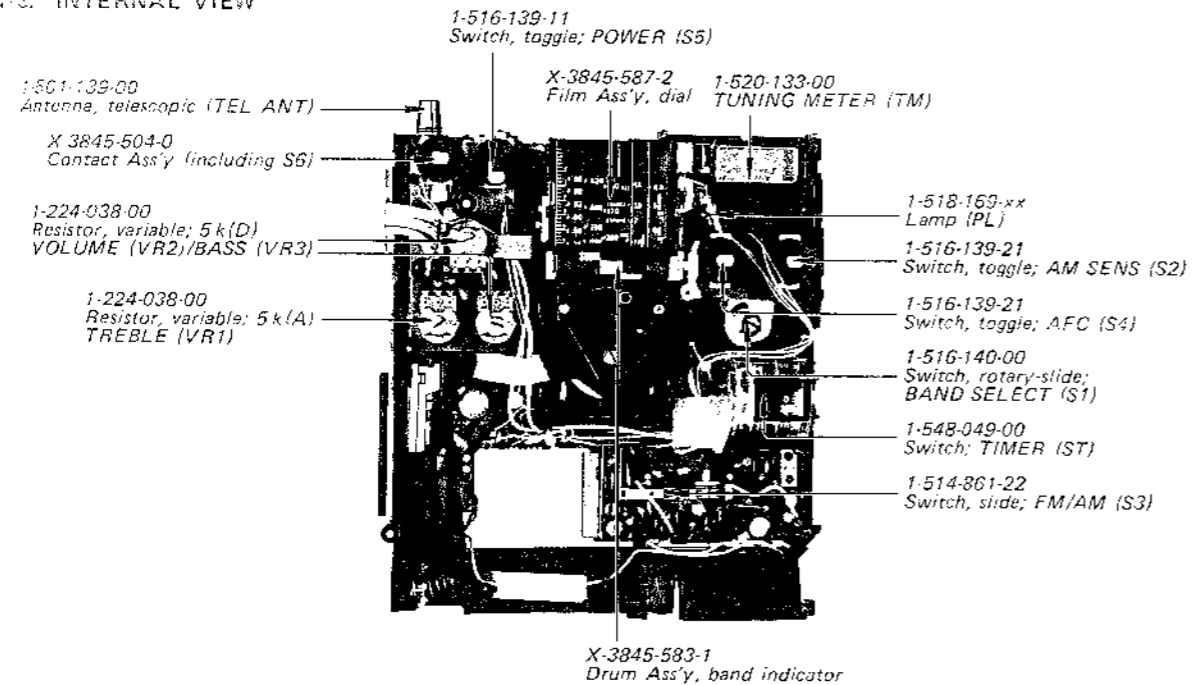 INTERNAL VIEW
1-516-139-11
Switch, toggle; POWER (S5)
X-3845-587-2
Film Ass'y, dial
1-520-133-00
TUNING METER (TM)
1-501-139-00
Antenna, telescopic (TEL ANT)
X 3845-504-0
Contact Ass'y (including S6)
1-224-038-00
Resistor, variable; 5 k(D)
VOLUME (VR2)/BASS (VR3)
1-224-038-00
Resistor, variable; 5 k(A)
TREBLE (VR1)
1-518-169-xx
Lamp (PL)
1-516-139-21
Switch, toggle; AM SENS (S2)
1-516-139-21
Switch, toggle; AFC (S4)
1-516-140-00
Switch, rotary-slide;
BAND SELECT (S1)
1-548-049-00
Switch; TIMER (ST)
1-514-861-22
Switch, slide; FM/AM (S3)
X-3845-583-1
Drum Ass'y, band indicator